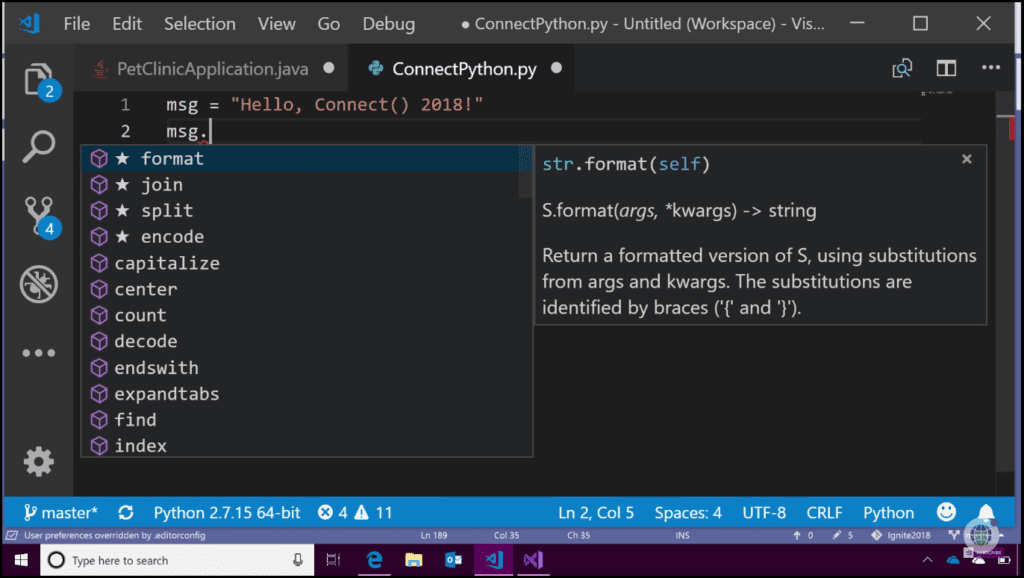 File Edit Selection View Go Debug ● ConnectPython.py - Untitled (Workspace) - Vis...
2 PetClinicApplication.java ● ConnectPython.py ●
1 msg = "Hello, Connect() 2018!"
2 msg.
★ format
★ join
★ split
★ encode
capitalize
center
count
decode
endswith
expandtabs
find
index
str.format(self) ×
S.format(args, *kwargs) -> string
Return a formatted version of S, using substitutions
from args and kwargs. The substitutions are
identified by braces ('{' and '}').
4
master* Python 2.7.15 64-bit 4 11 Ln 2, Col 5 Spaces: 4 UTF-8 CRLF Python
User preferences overridden by .editorconfig Ln 189 Col 35 Ch 35 INS 0 5 Ignite2018
Type here to search